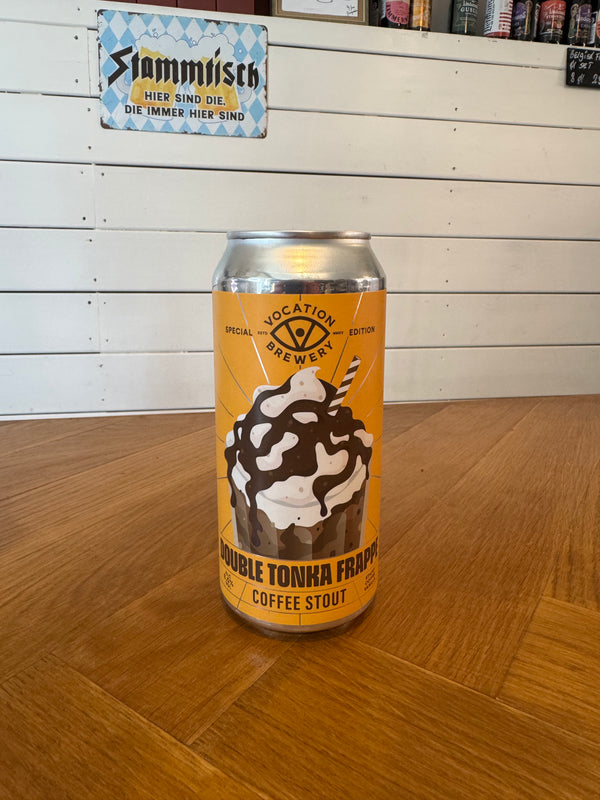 Stammtisch
HIER SIND DIE,
DIE IMMER HIER SIND
VOCATION
SPECIAL
EDITION
BREWERY
DOUBLE TONKA FRAPP
COFFEE STOUT